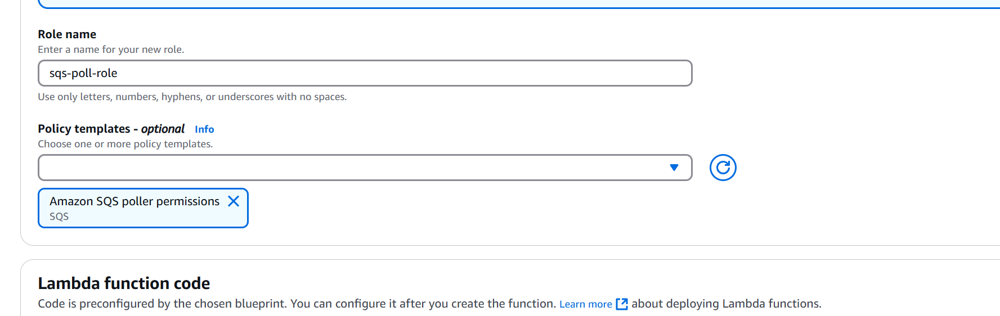 Role name
Enter a name for your new role.
sqs-poll-role
Use only letters, numbers, hyphens, or underscores with no spaces.
Policy templates - optional Info
Choose one or more policy templates.
Amazon SQS poller permissions
SQS
Lambda function code
Code is preconfigured by the chosen blueprint. You can configure it after you create the function. Learn more about deploying Lambda functions.